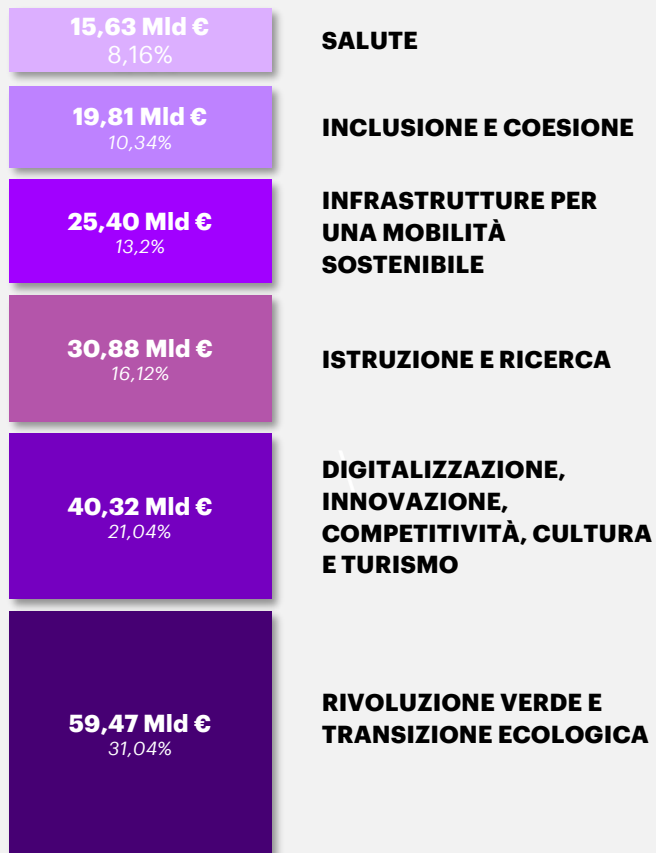 15,63 Mld €
8,16%
SALUTE
19,81 Mld €
10,34%
INCLUSIONE E COESIONE
25,40 Mld €
13,2%
INFRASTRUTTURE PER
UNA MOBILITÀ
SOSTENIBILE
30,88 Mld €
16,12%
ISTRUZIONE E RICERCA
40,32 Mld €
21,04%
DIGITALIZZAZIONE,
INNOVAZIONE,
COMPETITIVITÀ, CULTURA
E TURISMO
59,47 Mld €
31,04%
RIVOLUZIONE VERDE E
TRANSIZIONE ECOLOGICA